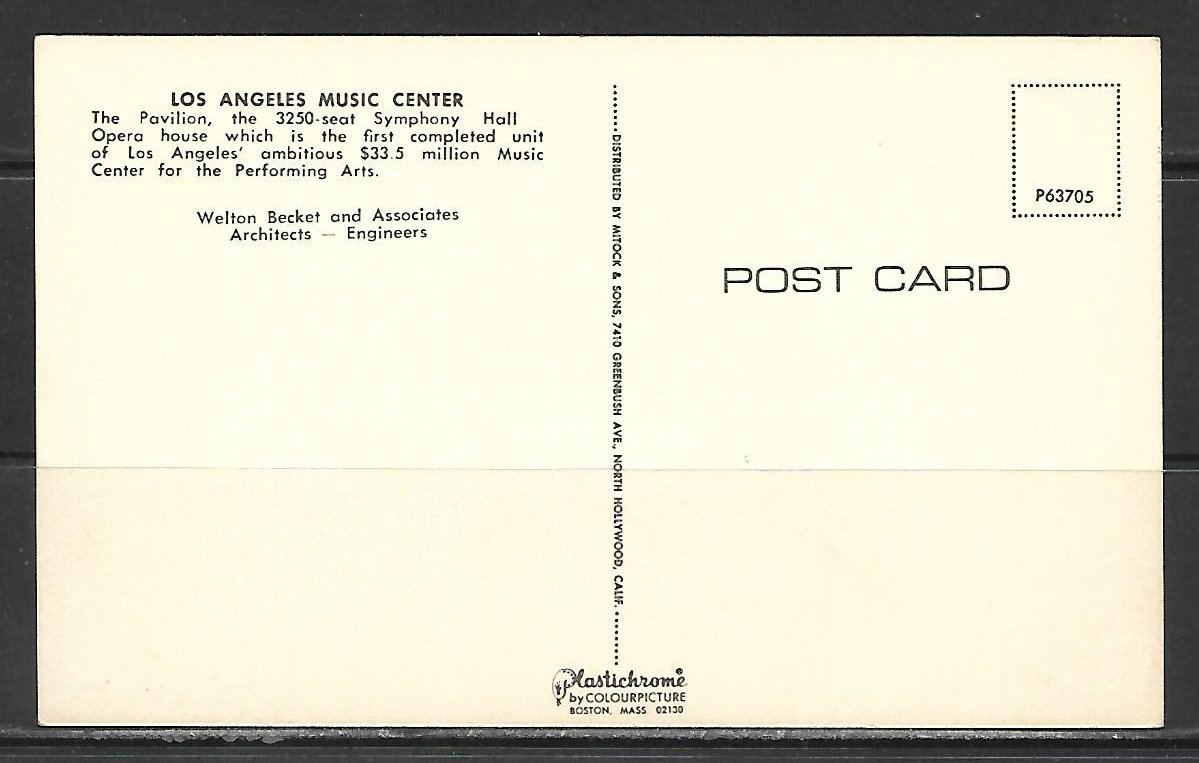 LOS ANGELES MUSIC CENTER
The Pavilion, the 3250-seat Symphony Hall
Opera house which is the first completed unit
of Los Angeles' ambitious $33.5 million Music
Center for the Performing Arts.
Welton Becket and Associates
Architects — Engineers
DISTRIBUTED BY MITOCK & SONS, 7410 GREENBUSH AVE., NORTH HOLLYWOOD, CALIF.
P63705
POST CARD
Plastichrome®
by COLOURPICTURE
BOSTON, MASS 02130